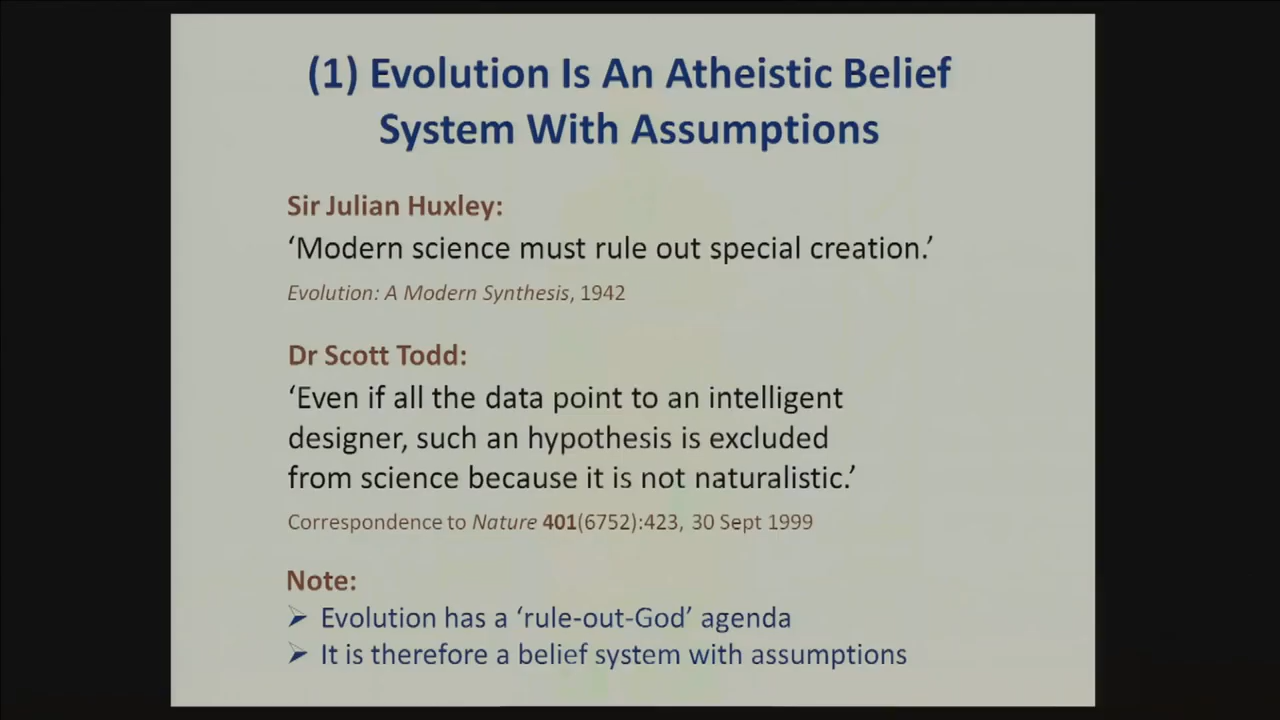 (1) Evolution Is An Atheistic Belief
System With Assumptions
Sir Julian Huxley:
‘Modern science must rule out special creation.’
Evolution: A Modern Synthesis, 1942
Dr Scott Todd:
‘Even if all the data point to an intelligent
designer, such an hypothesis is excluded
from science because it is not naturalistic.’
Correspondence to Nature 401(6752):423, 30 Sept 1999
Note:
➢ Evolution has a ‘rule-out-God’ agenda
➢ It is therefore a belief system with assumptions